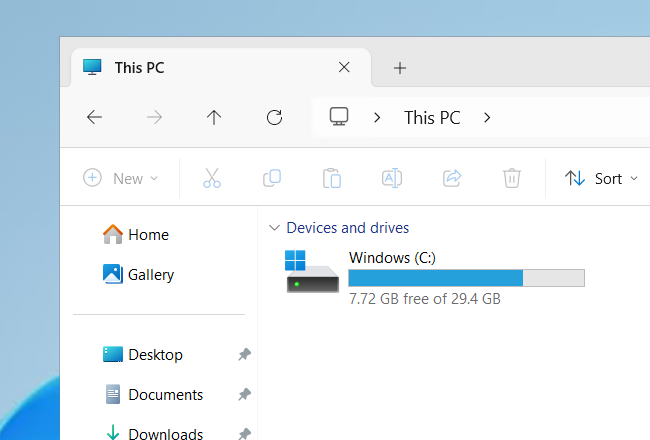 This PC
This PC
New
Sort
Home
Gallery
Desktop
Documents
Downloads
Devices and drives
Windows (C:)
7.72 GB free of 29.4 GB